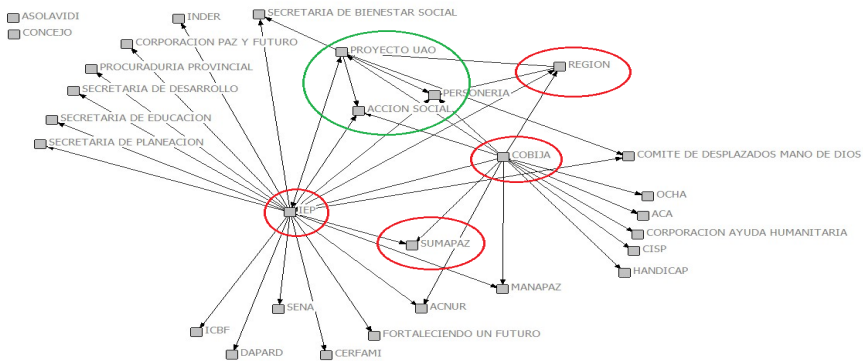 ASOLAVIDI
CONCEJO
INDER
SECRETARIA DE BIENESTAR SOCIAL
CORPORACION PAZ Y FUTURO
PROYECTO UAO
PROCURADURIA PROVINCIAL
REGION
SECRETARIA DE DESARROLLO
PERSONERIA
ACCION SOCIAL
SECRETARIA DE EDUCACION
SECRETARIA DE PLANEACION
COBIJA
COMITE DE DESPLAZADOS MANO DE DIOS
OCHA
IEP
ACA
CORPORACION AYUDA HUMANITARIA
SUMAPAZ
CISP
HANDICAP
MANAPAZ
SENA
ACNUR
ICBF
FORTALECIENDO UN FUTURO
DAPARD
CERFAMI